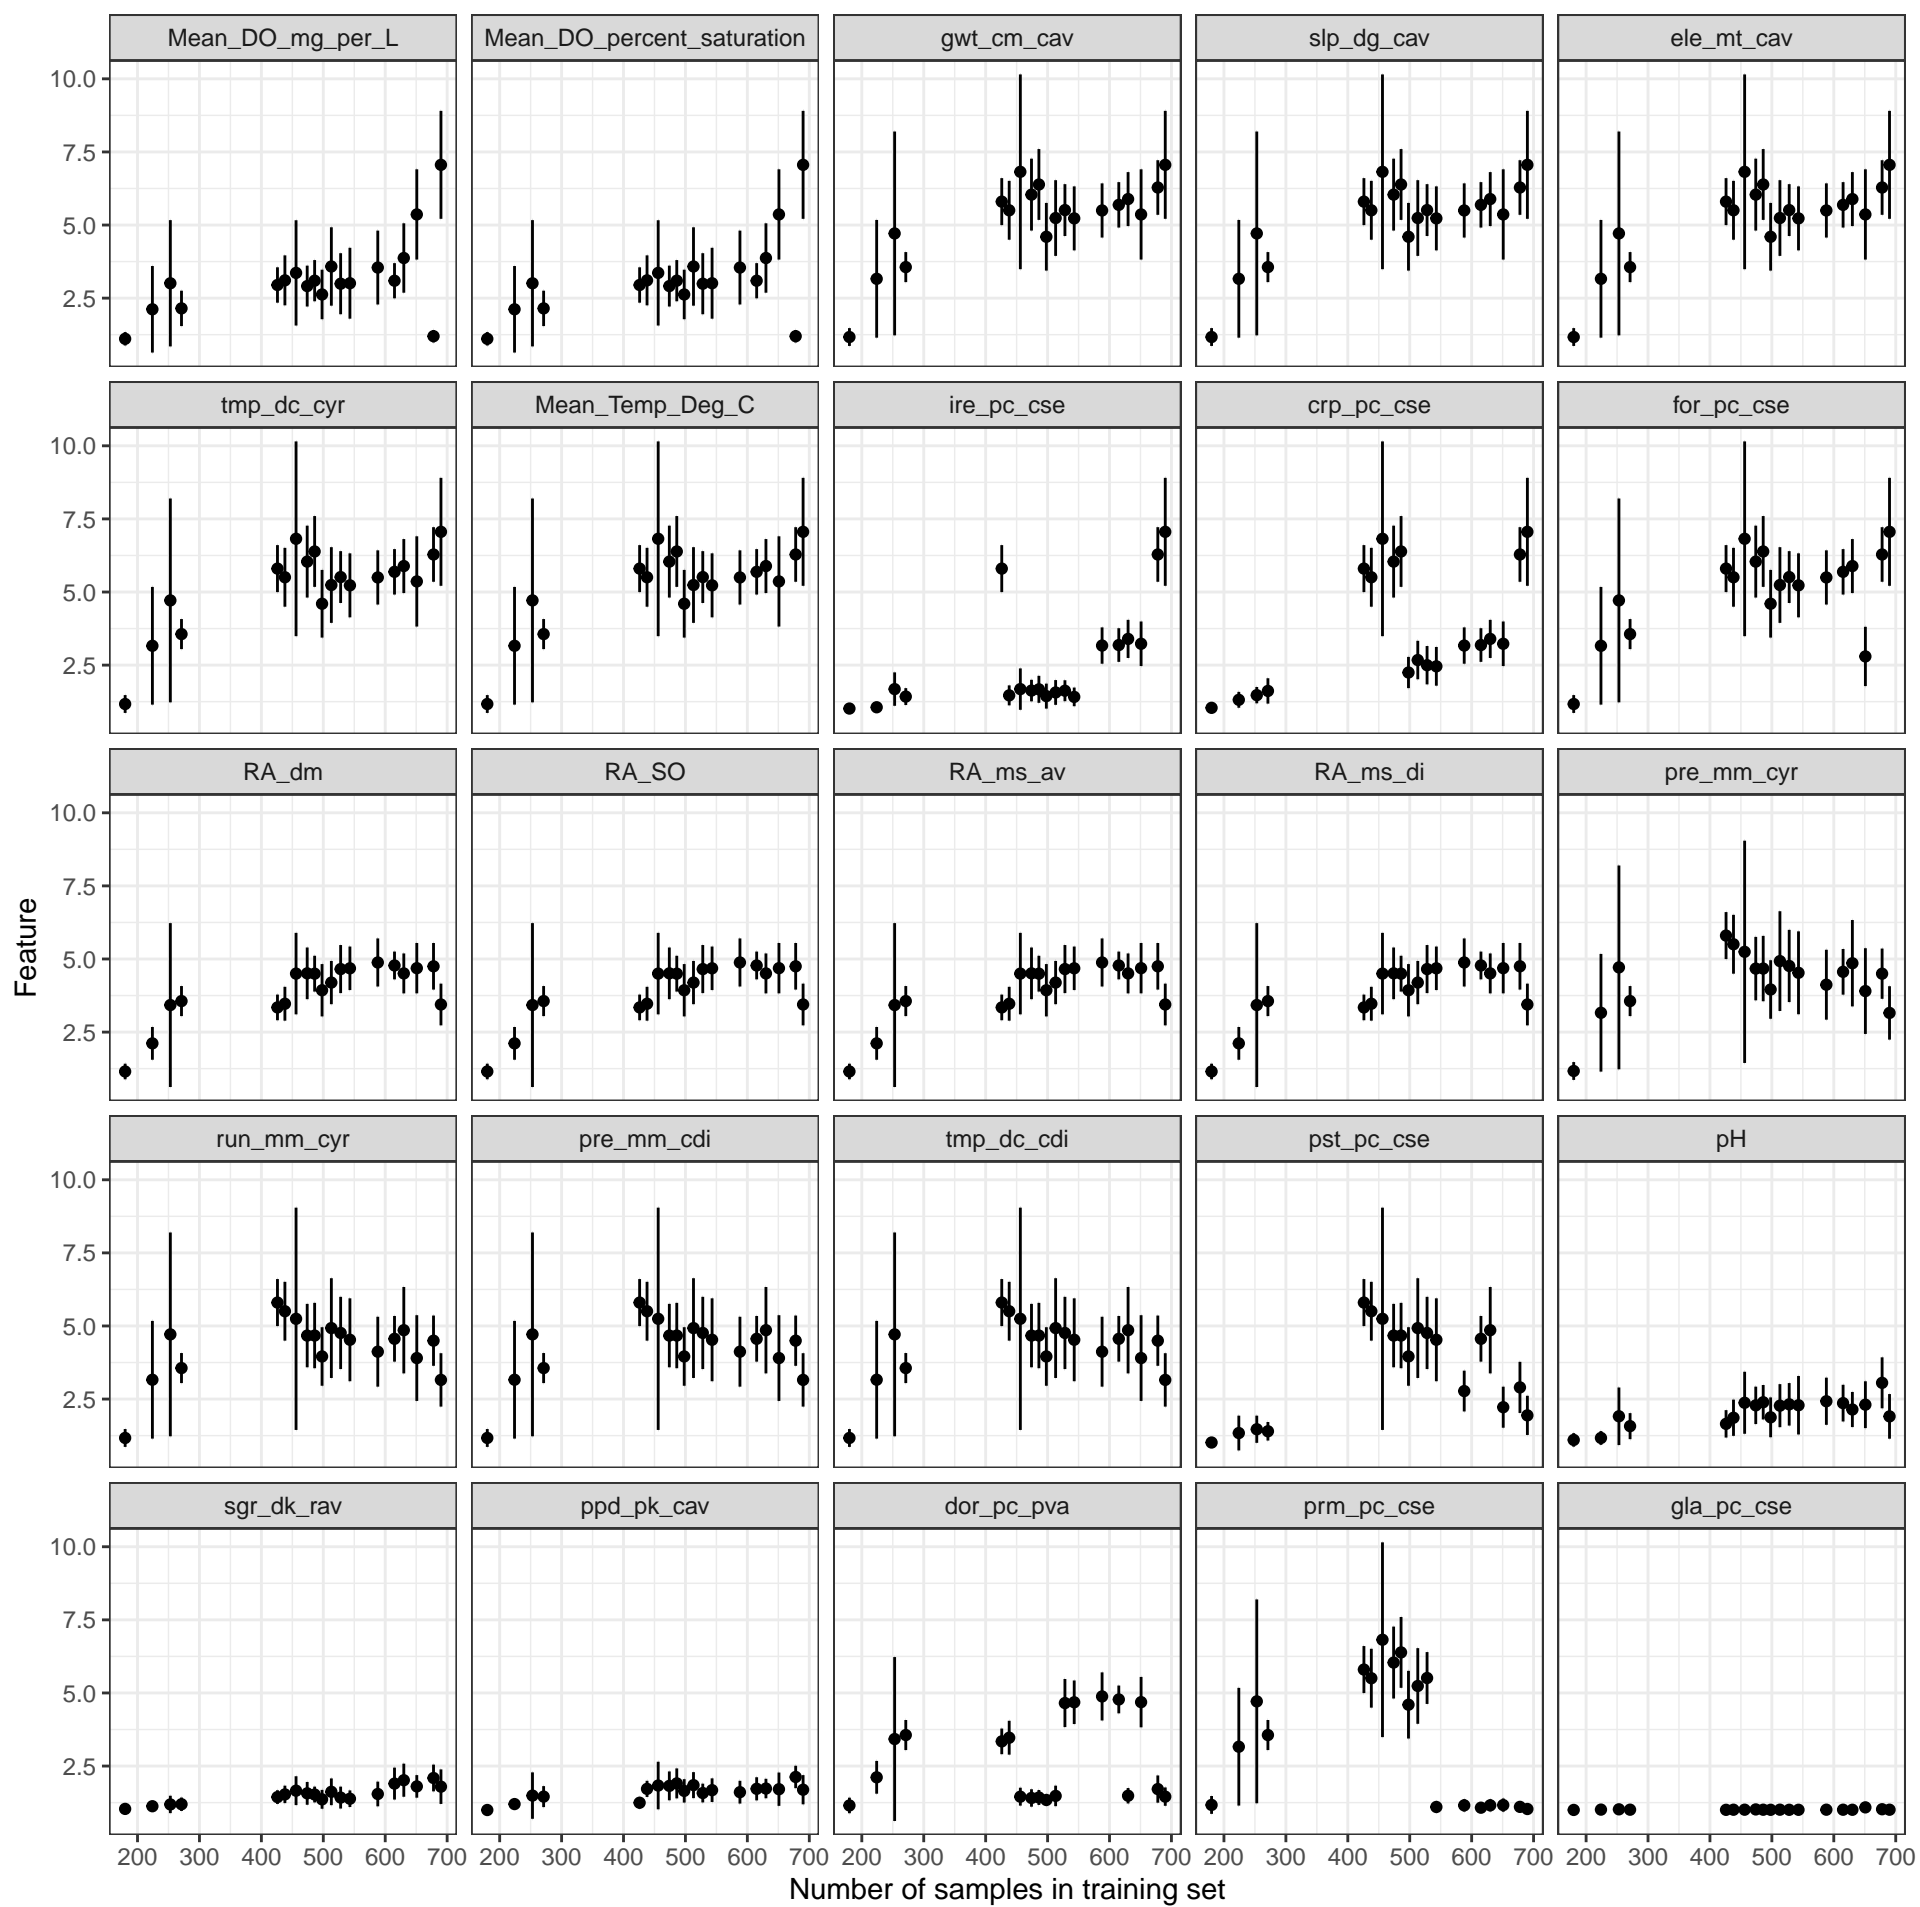 Mean_DO_mg_per_L Mean_DO_percent_saturation gwt_cm_cav slp_dg_cav ele_mt_cav
10.0
7.5
5.0
2.5
tmp_dc_cyr Mean_Temp_Deg_C ire_pc_cse crp_pc_cse for_pc_cse
10.0
7.5
5.0
2.5
RA_dm RA_SO RA_ms_av RA_ms_di pre_mm_cyr
10.0
7.5
5.0
2.5
Feature
run_mm_cyr pre_mm_cdi tmp_dc_cdi pst_pc_cse pH
10.0
7.5
5.0
2.5
sgr_dk_rav ppd_pk_cav dor_pc_pva prm_pc_cse gla_pc_cse
10.0
7.5
5.0
2.5
200 300 400 500 600 700 200 300 400 500 600 700 200 300 400 500 600 700 200 300 400 500 600 700 200 300 400 500 600 700
Number of samples in training set